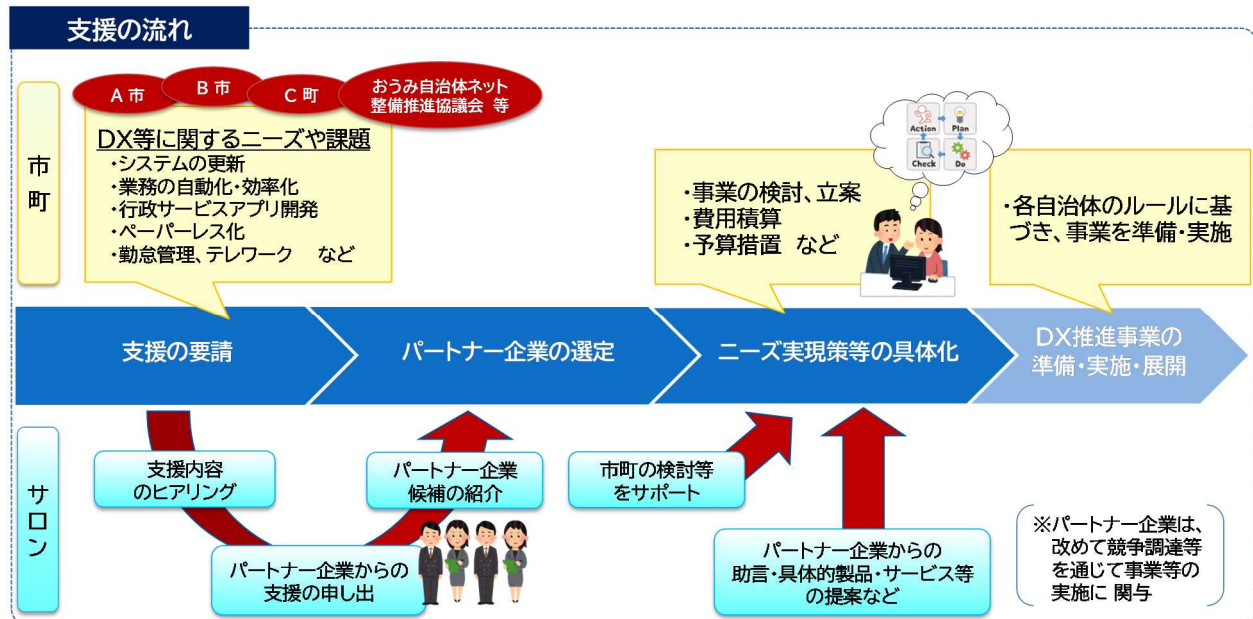 支援の流れ
市町
A 市
B 市
C 町
おうみ自治体ネット
整備推進協議会 等
DX等に関するニーズや課題
・システムの更新
・業務の自動化・効率化
・行政サービスアプリ開発
・ペーパーレス化
・勤怠管理、テレワーク など
・事業の検討、立案
・費用積算
・予算措置 など
Action
Plan
Check
Do
・各自治体のルールに基
づき、事業を準備・実施
支援の要請
パートナー企業の選定
ニーズ実現策等の具体化
DX推進事業の
準備・実施・展開
サロン
支援内容
のヒアリング
パートナー企業からの
支援の申し出
パートナー企業
候補の紹介
市町の検討等
をサポート
パートナー企業からの
助言・具体的製品・サービス等
の提案など
※パートナー企業は、
改めて競争調達等
を通じて事業等の
実施に 関与